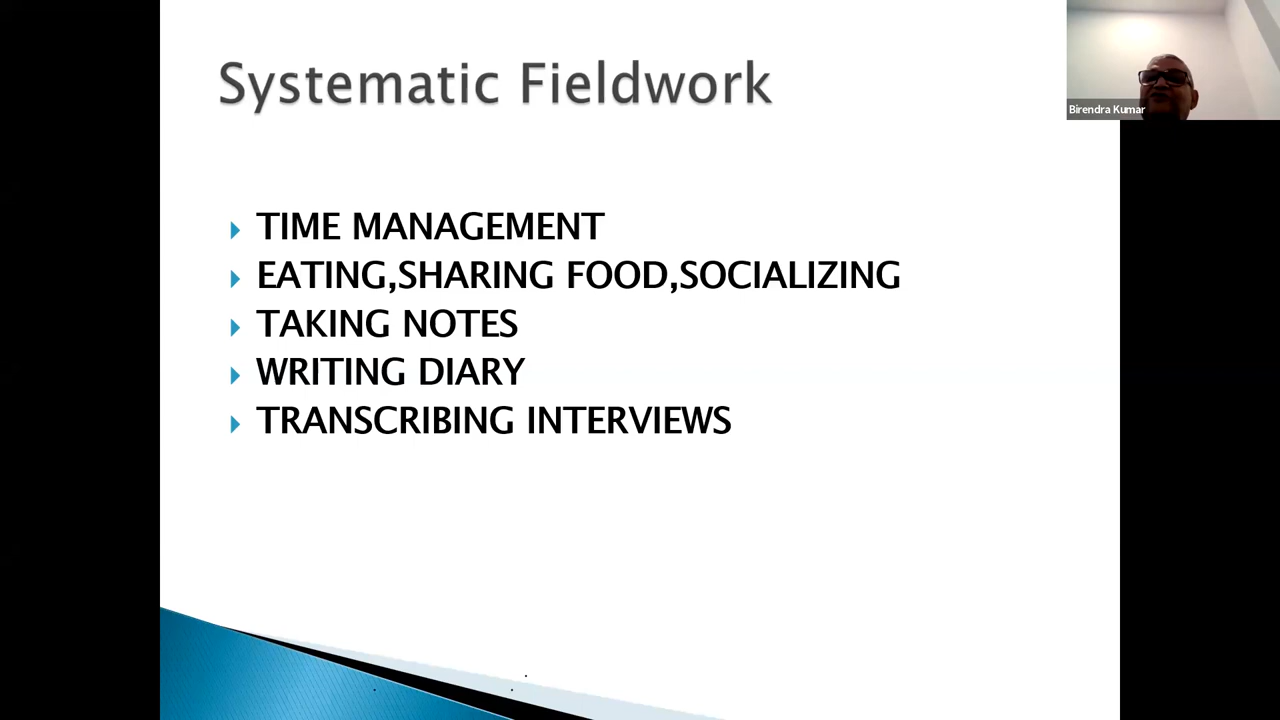 Systematic Fieldwork
Birendra Kumar
TIME MANAGEMENT
EATING,SHARING FOOD,SOCIALIZING
TAKING NOTES
WRITING DIARY
TRANSCRIBING INTERVIEWS